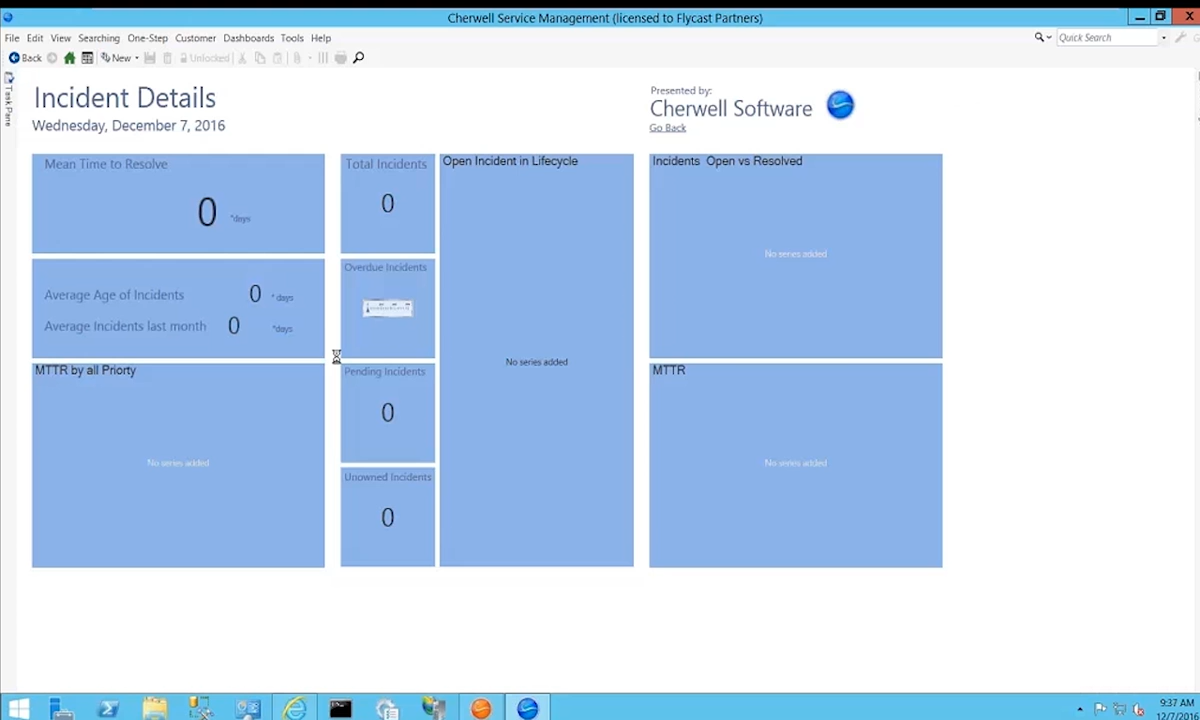 Cherwell Service Management (licensed to Flycast Partners)
File Edit View Searching One-Step Customer Dashboards Tools Help
Quick Search
Back New Unlocked
Task Pane
Incident Details
Wednesday, December 7, 2016
Presented by:
Cherwell Software
Go Back
Mean Time to Resolve
0 *days
Average Age of Incidents 0 * days
Average Incidents last month 0 *days
MTTR by all Priorty
No series added
Total Incidents
0
Overdue Incidents
Pending Incidents
0
Unowned Incidents
0
Open Incident in Lifecycle
No series added
Incidents Open vs Resolved
No series added
MTTR
No series added
9:37 AM
12/7/2016